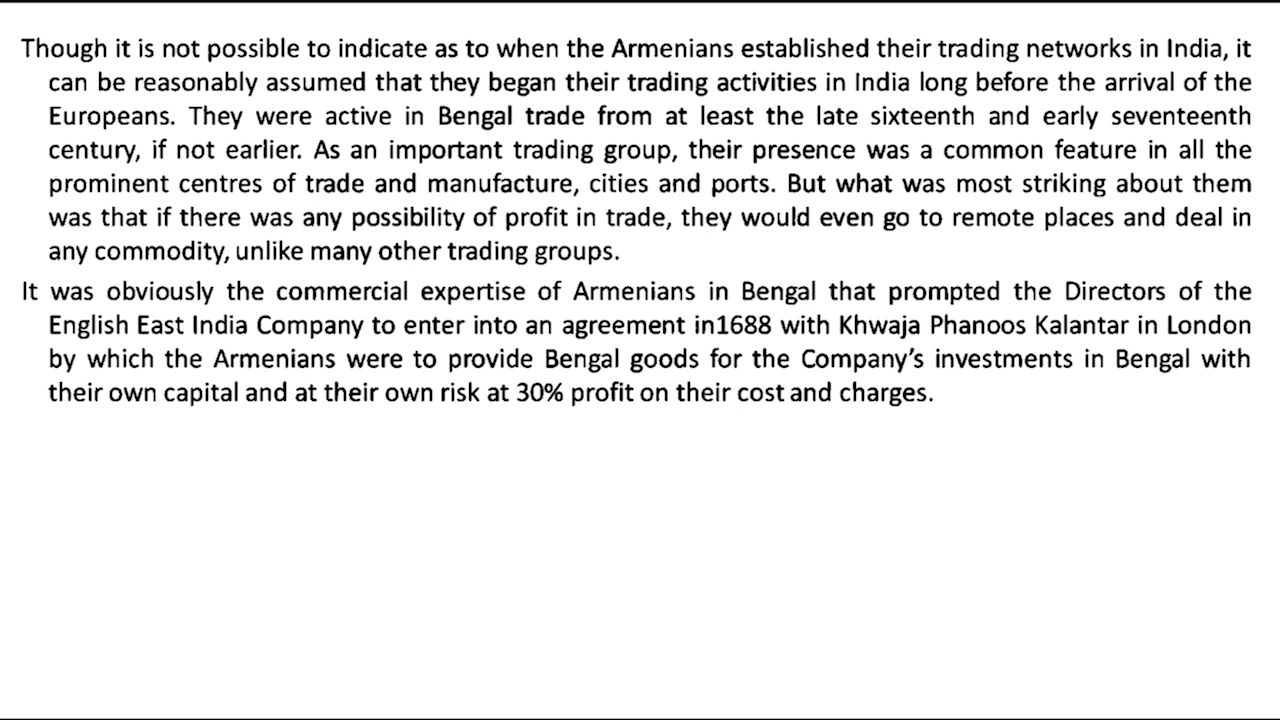 Though it is not possible to indicate as to when the Armenians established their trading networks in India, it
can be reasonably assumed that they began their trading activities in India long before the arrival of the
Europeans. They were active in Bengal trade from at least the late sixteenth and early seventeenth
century, if not earlier. As an important trading group, their presence was a common feature in all the
prominent centres of trade and manufacture, cities and ports. But what was most striking about them
was that if there was any possibility of profit in trade, they would even go to remote places and deal in
any commodity, unlike many other trading groups.
It was obviously the commercial expertise of Armenians in Bengal that prompted the Directors of the
English East India Company to enter into an agreement in1688 with Khwaja Phanoos Kalantar in London
by which the Armenians were to provide Bengal goods for the Company's investments in Bengal with
their own capital and at their own risk at 30% profit on their cost and charges.